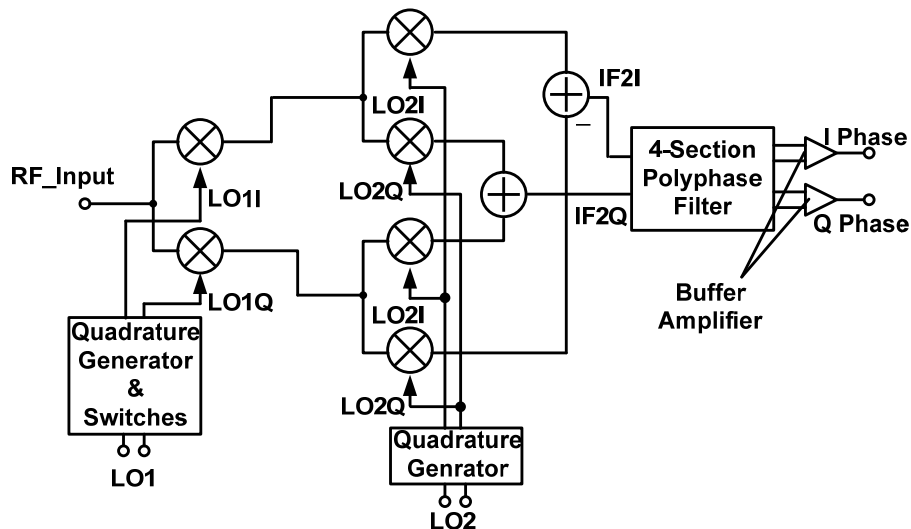 LO2I
IF2I
LO2Q
RF_Input
LO1I
4-Section
Polyphase
Filter
I Phase
Q Phase
IF2Q
LO1Q
LO2I
Buffer
Amplifier
Quadrature
Generator
&
Switches
LO2Q
Quadrature
Genrator
LO1
LO2